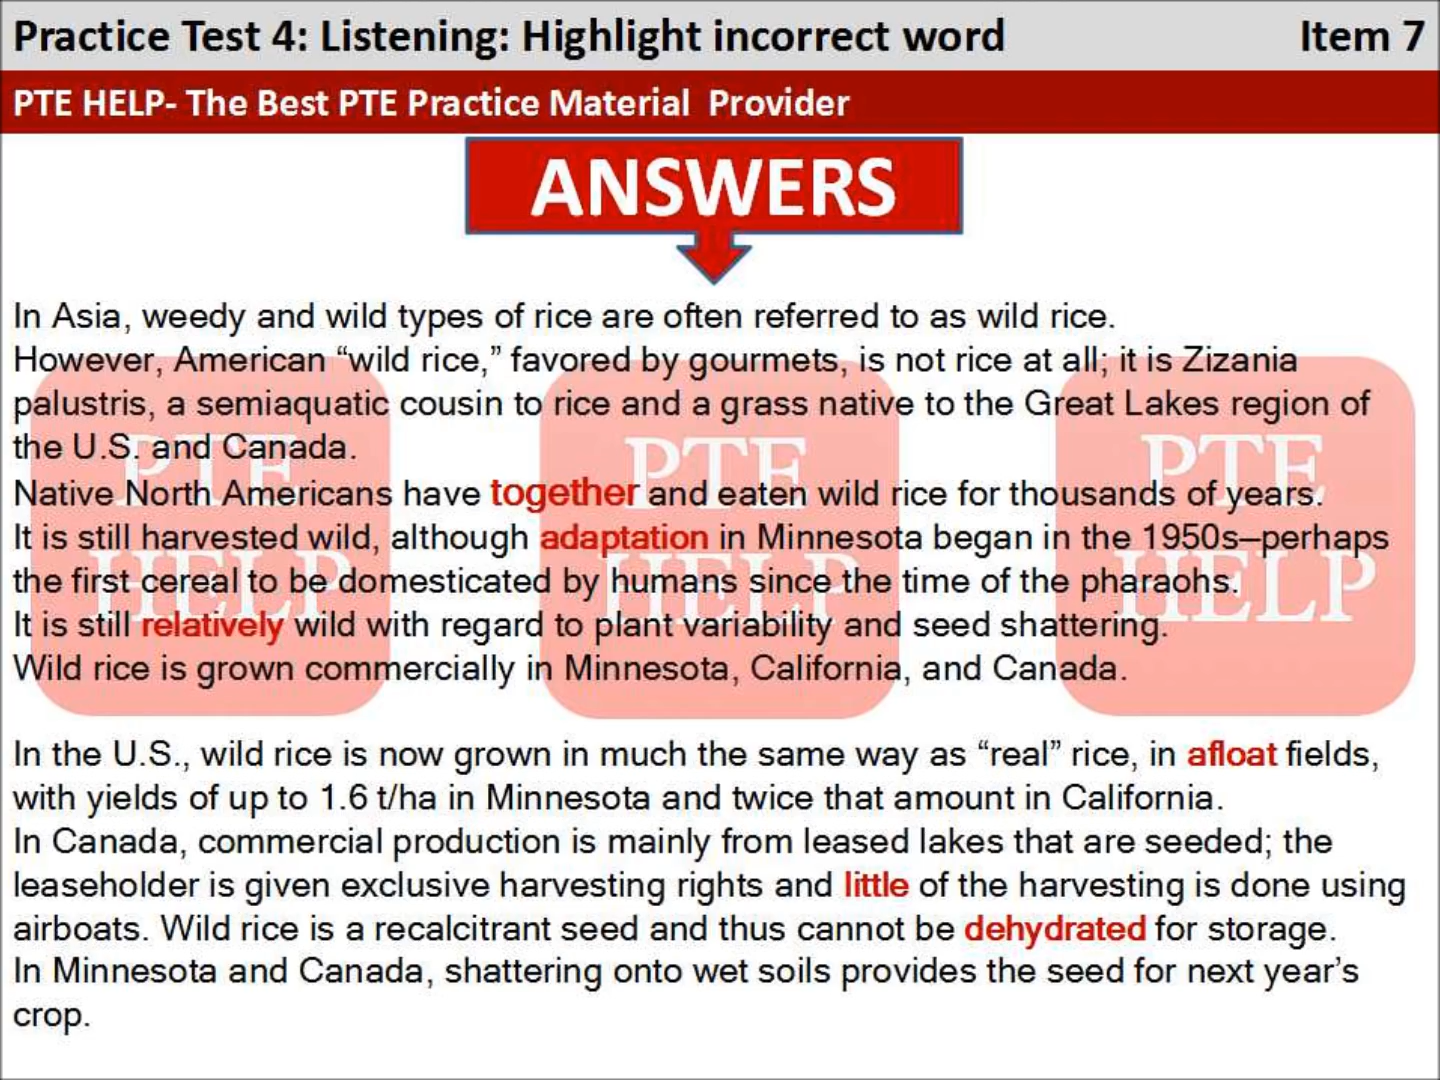 Practice Test 4: Listening: Highlight incorrect word Item 7
PTE HELP- The Best PTE Practice Material Provider
ANSWERS
In Asia, weedy and wild types of rice are often referred to as wild rice.
However, American “wild rice,” favored by gourmets, is not rice at all; it is Zizania
palustris, a semiaquatic cousin to rice and a grass native to the Great Lakes region of
the U.S. and Canada.
Native North Americans have together and eaten wild rice for thousands of years.
It is still harvested wild, although adaptation in Minnesota began in the 1950s—perhaps
the first cereal to be domesticated by humans since the time of the pharaohs.
It is still relatively wild with regard to plant variability and seed shattering.
Wild rice is grown commercially in Minnesota, California, and Canada.
In the U.S., wild rice is now grown in much the same way as “real” rice, in afloat fields,
with yields of up to 1.6 t/ha in Minnesota and twice that amount in California.
In Canada, commercial production is mainly from leased lakes that are seeded; the
leaseholder is given exclusive harvesting rights and little of the harvesting is done using
airboats. Wild rice is a recalcitrant seed and thus cannot be dehydrated for storage.
In Minnesota and Canada, shattering onto wet soils provides the seed for next year’s
crop.
PTE
HELP
PTE
HELP
PTE
HELP